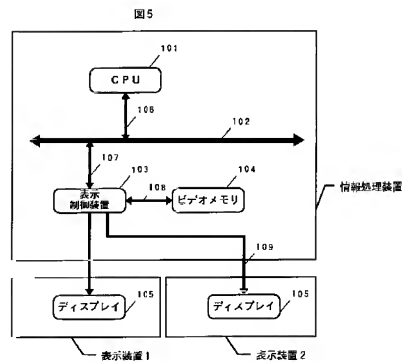 図5
101
CPU
106
102
107
103
104
表示
制御装置
108
ビデオメモリ
情報処理装置
109
ディスプレイ
105
ディスプレイ
105
表示装置1
表示装置2